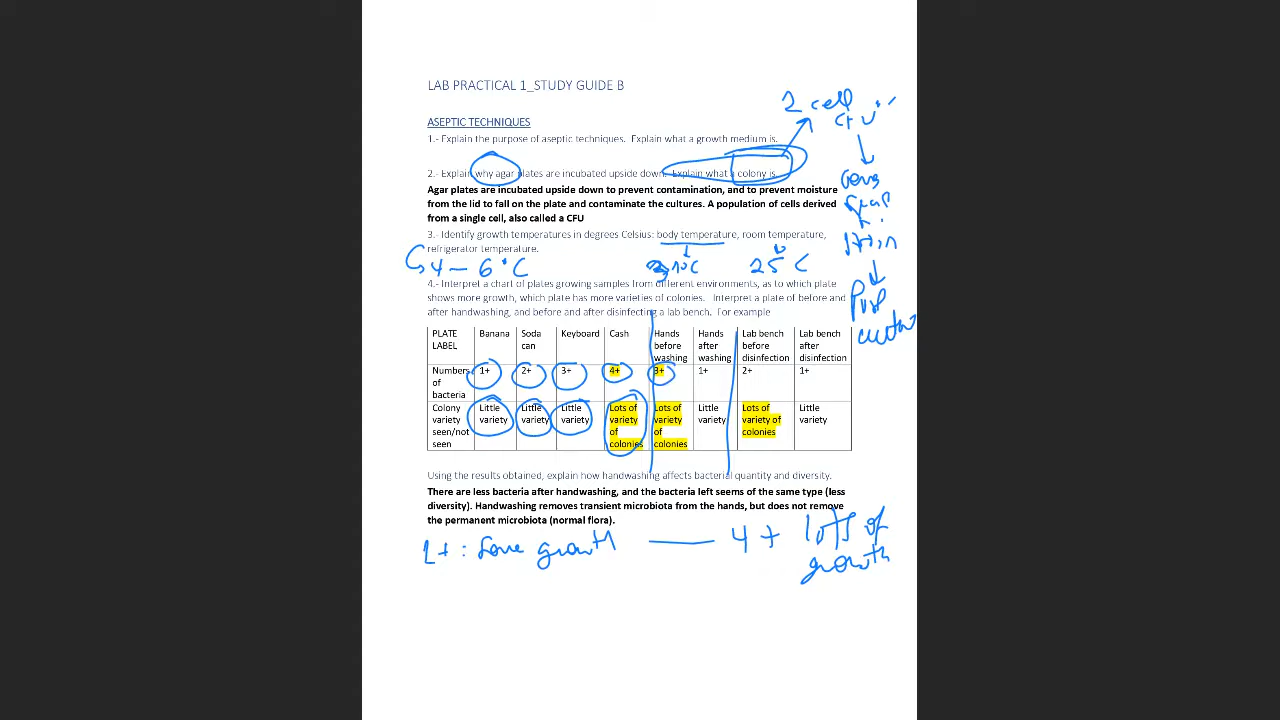 LAB PRACTICAL 1_STUDY GUIDE B
2 cell
CFU
ASEPTIC TECHNIQUES
1.- Explain the purpose of aseptic techniques. Explain what a growth medium is.
2.- Explain why agar plates are incubated upside down. Explain what a colony is.
Agar plates are incubated upside down to prevent contamination, and to prevent moisture
from the lid to fall on the plate and contaminate the cultures. A population of cells derived
from a single cell, also called a CFU
3.- Identify growth temperatures in degrees Celsius: body temperature, room temperature,
refrigerator temperature.
4 — 6 °C
25 °C
4.- Interpret a chart of plates growing samples from different environments, as to which plate
shows more growth, which plate has more varieties of colonies. Interpret a plate of before and
after handwashing, and before and after disinfecting a lab bench. For example
PLATE LABEL Banana Soda can Keyboard Cash Hands before washing Hands after washing Lab bench before disinfection Lab bench after disinfection
Numbers of bacteria 1+ 2+ 3+ 4+ 3+ 1+ 2+ 1+
Colony variety seen/not seen Little variety Little variety Little variety Lots of variety of colonies Lots of variety of colonies Little variety Lots of variety of colonies Little variety
Using the results obtained, explain how handwashing affects bacterial quantity and diversity.
There are less bacteria after handwashing, and the bacteria left seems of the same type (less
diversity). Handwashing removes transient microbiota from the hands, but does not remove
the permanent microbiota (normal flora).
1+ : Some growth — 4+ lots of
growth